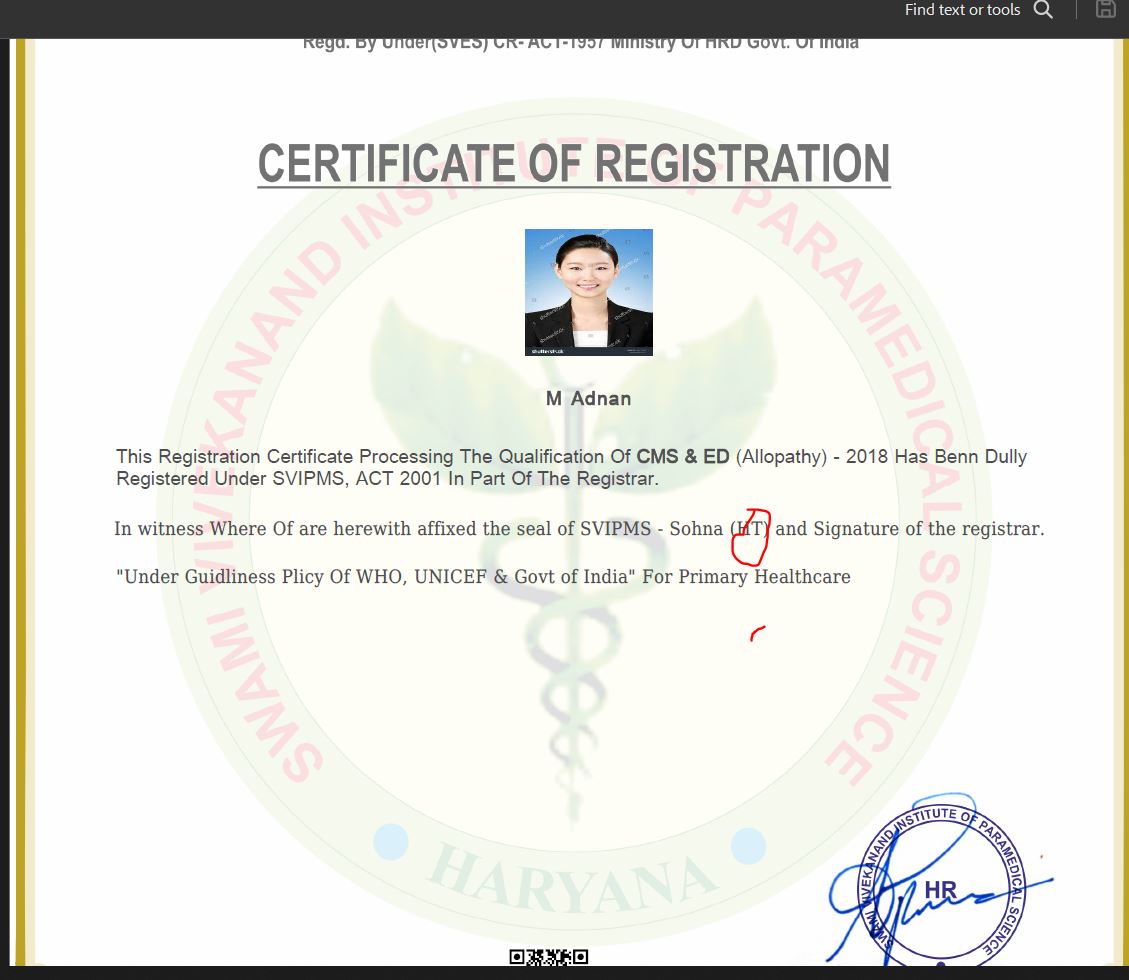 Find text or tools
Regd. By Under(SVES) CR- ACT-1957 Ministry Of HRD Govt. Of India
CERTIFICATE OF REGISTRATION
SWAMI VIVEKANAND INSTITUTE OF PARAMEDICAL SCIENCE
shutterstock
M Adnan
This Registration Certificate Processing The Qualification Of CMS & ED (Allopathy) - 2018 Has Benn Dully
Registered Under SVIPMS, ACT 2001 In Part Of The Registrar.
In witness Where Of are herewith affixed the seal of SVIPMS - Sohna (HT) and Signature of the registrar.
"Under Guidliness Plicy Of WHO, UNICEF & Govt of India" For Primary Healthcare
HARYANA
SWAMI VIVEKANAND INSTITUTE OF PARAMEDICAL SCIENCE
HR